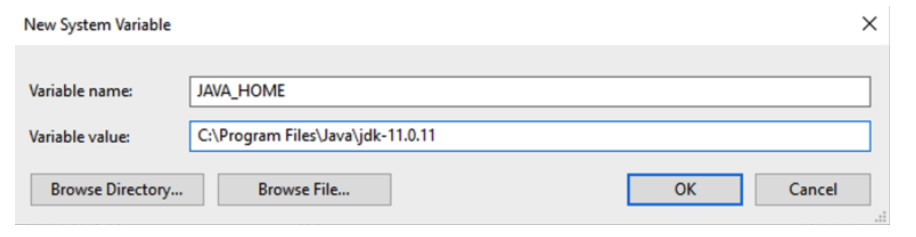 New System Variable
Variable name: JAVA_HOME
Variable value: C:\Program Files\Java\jdk-11.0.11
Browse Directory... Browse File... OK Cancel